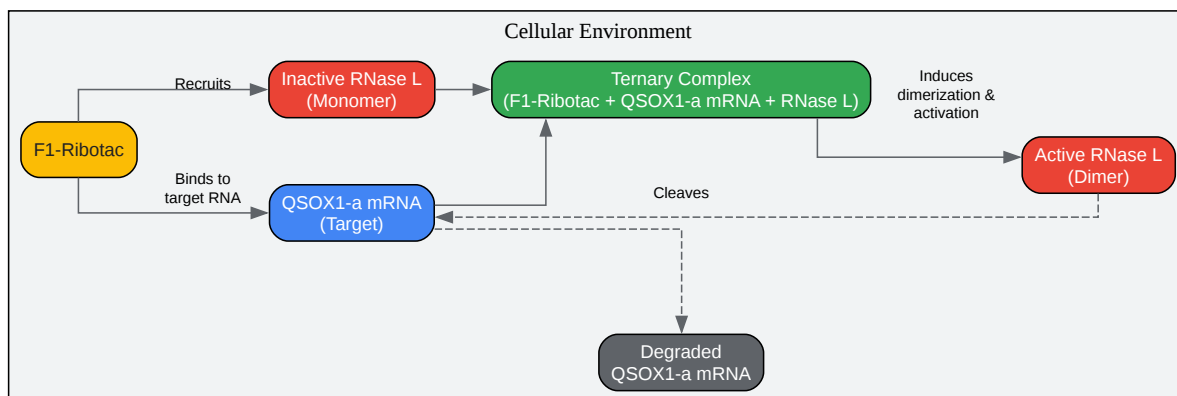 Cellular Environment
Recruits
Inactive RNase L
(Monomer)
Ternary Complex
(F1-Ribotac + QSOX1-a mRNA + RNase L)
Induces
dimerization &
activation
F1-Ribotac
Active RNase L
(Dimer)
Binds to
target RNA
QSOX1-a mRNA
(Target)
Cleaves
Degraded
QSOX1-a mRNA